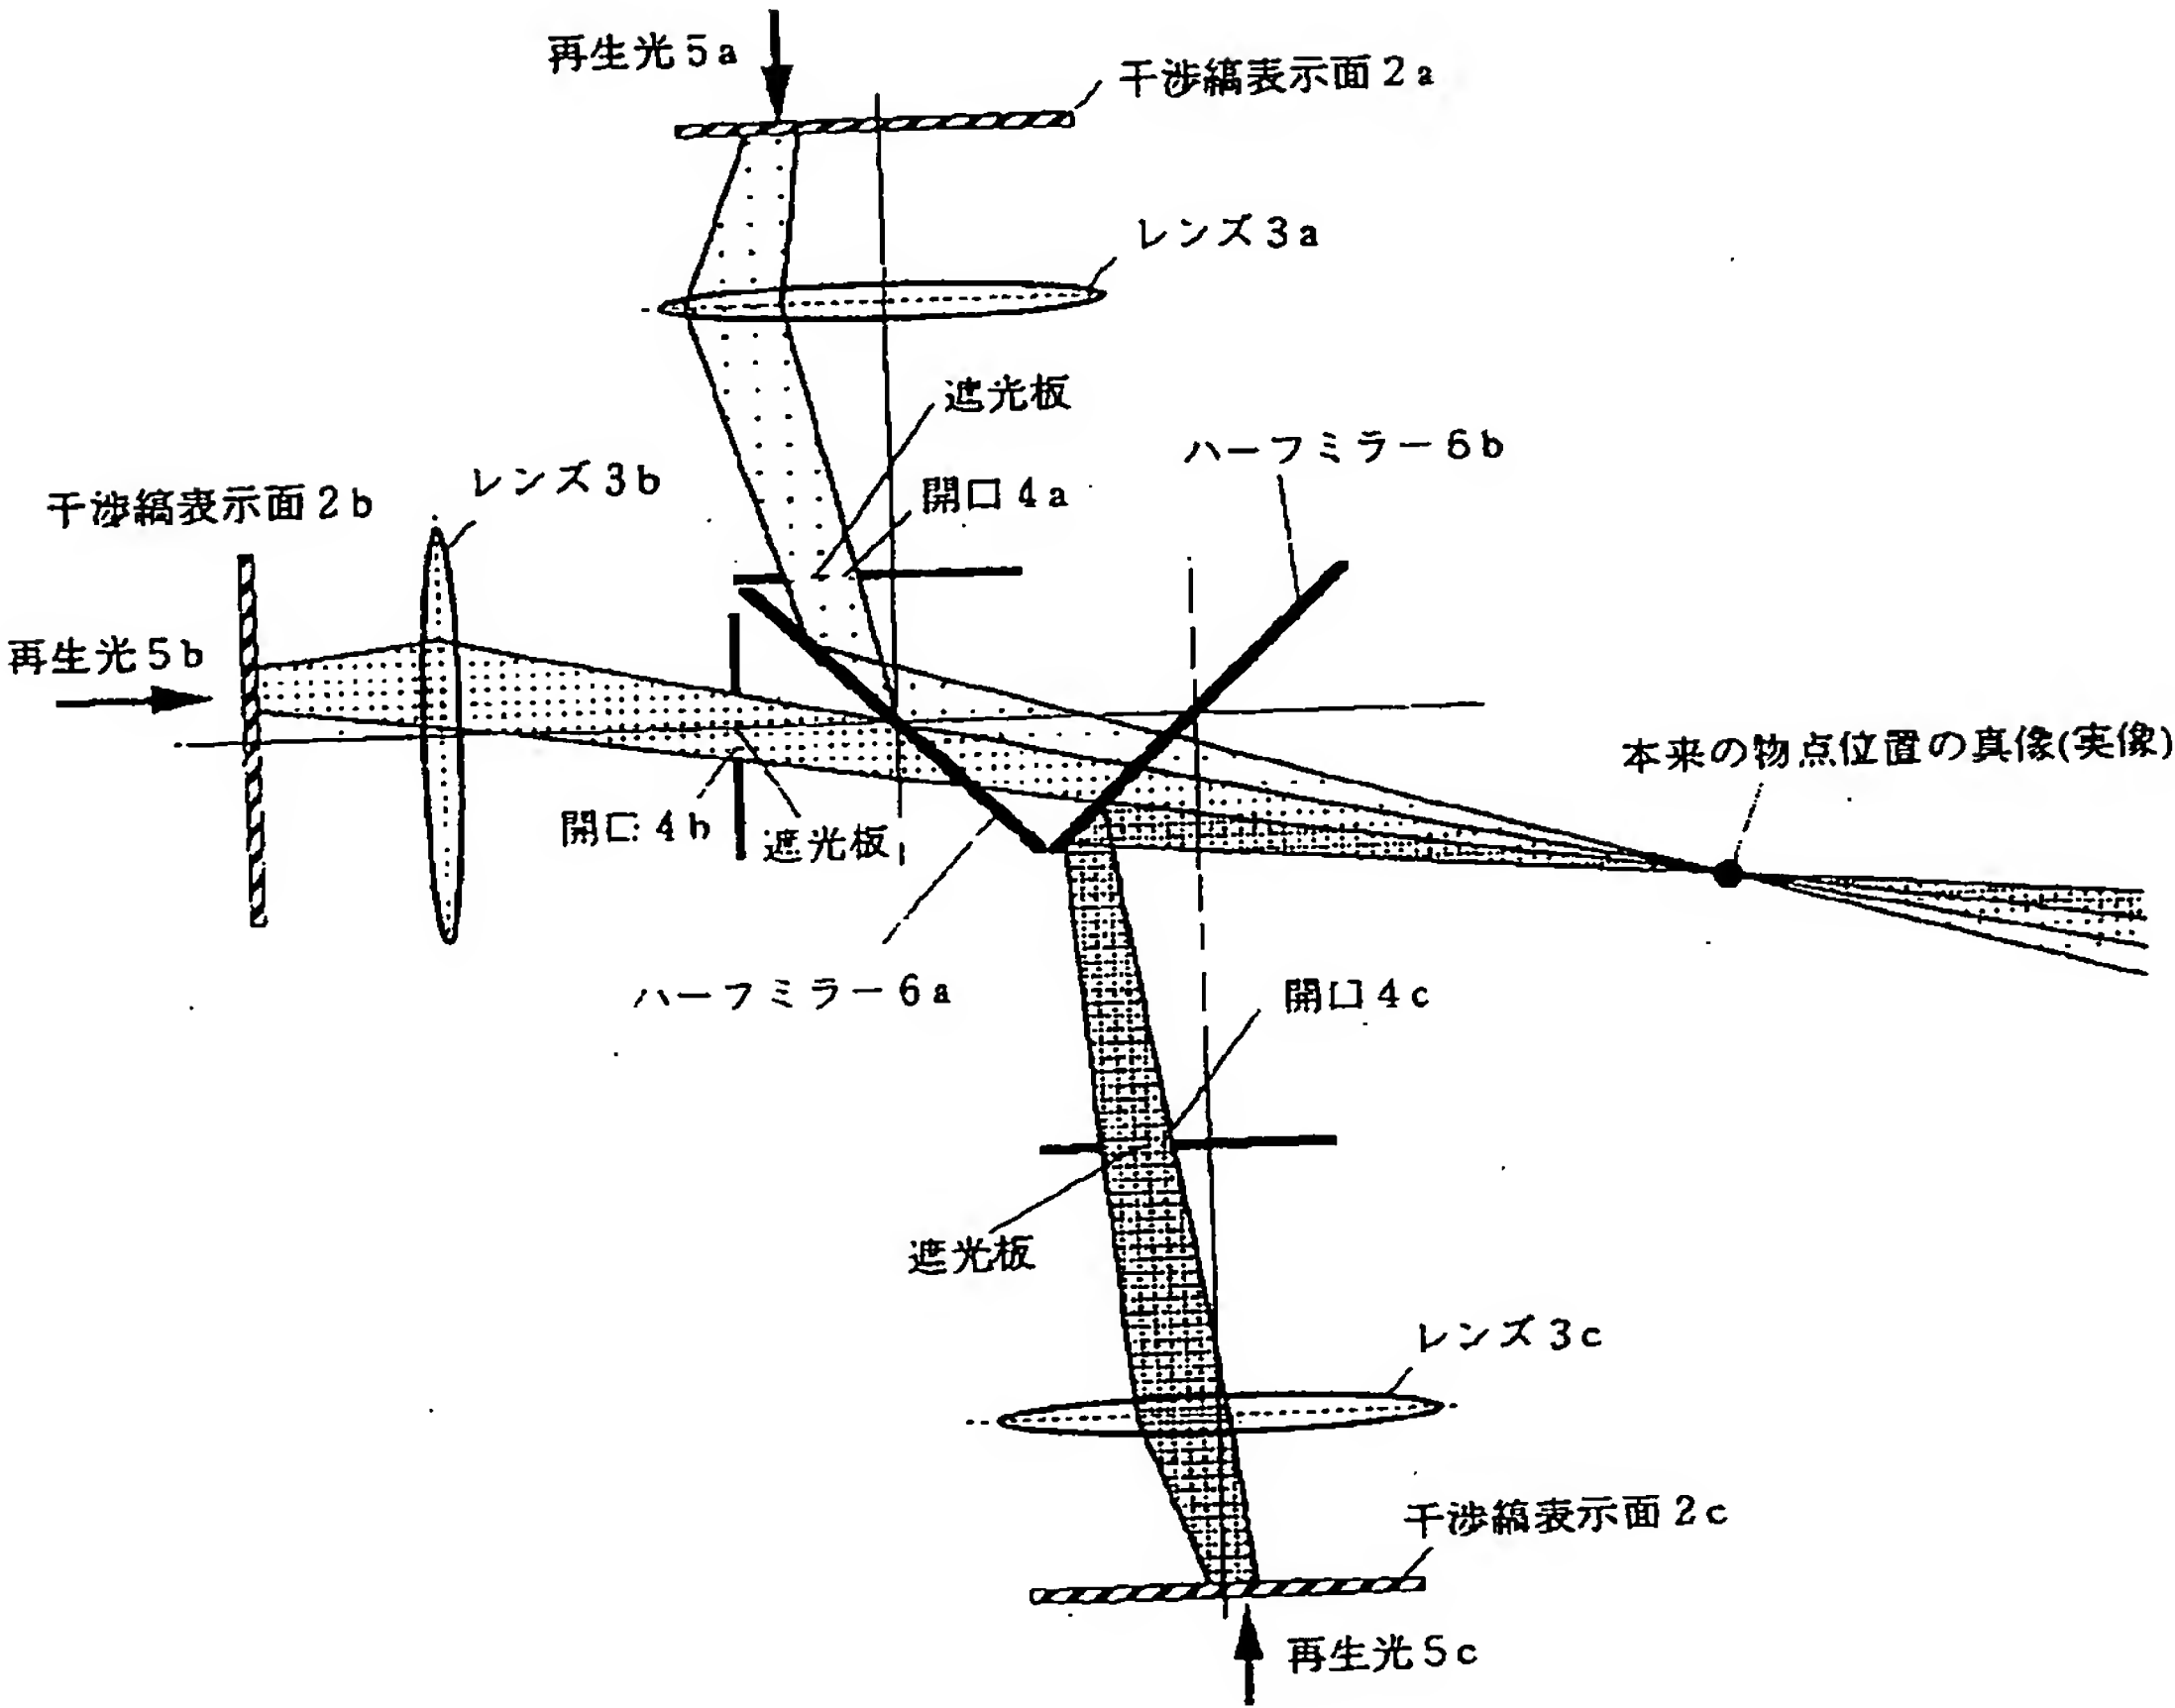 再生光5a
干渉縞表示面2a
レンズ3a
遮光板
ハーフミラー6b
レンズ3b
開口4a
干渉縞表示面2b
再生光5b
本来の物点位置の真像(実像)
開口4b
遮光板
ハーフミラー6a
開口4c
遮光板
レンズ3c
干渉縞表示面2c
再生光5c